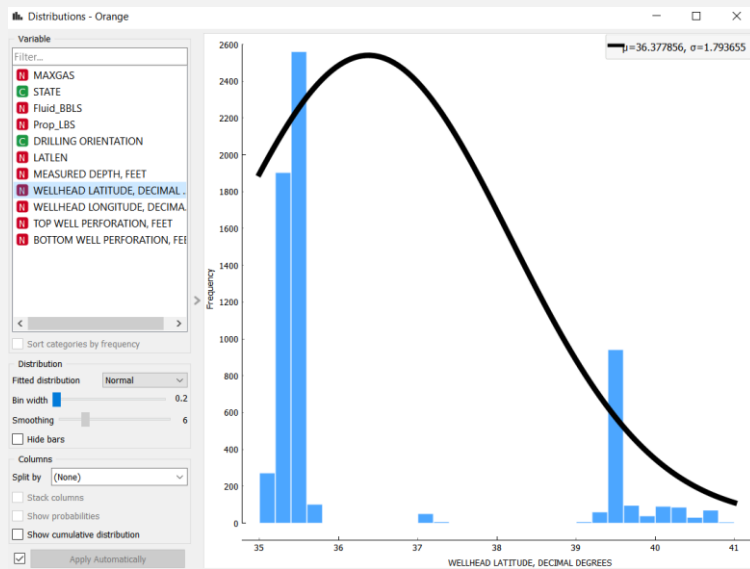 Distributions - Orange
Variable
Filter...
N MAXGAS
C STATE
N Fluid_BBLS
N Prop_LBS
C DRILLING ORIENTATION
N LATLEN
N MEASURED DEPTH, FEET
N WELLHEAD LATITUDE, DECIMAL .
N WELLHEAD LONGITUDE, DECIMA.
N TOP WELL PERFORATION, FEET
N BOTTOM WELL PERFORATION, FEE
Sort categories by frequency
Distribution
Fitted distribution Normal
Bin width 0.2
Smoothing 6
Hide bars
Columns
Split by (None)
Stack columns
Show probabilities
Show cumulative distribution
Apply Automatically
μ=36.377856, σ=1.793655
2600
2400
2200
2000
1800
1600
1400
1200
1000
800
600
400
200
0
Frequency
35 36 37 38 39 40 41
WELLHEAD LATITUDE, DECIMAL DEGREES